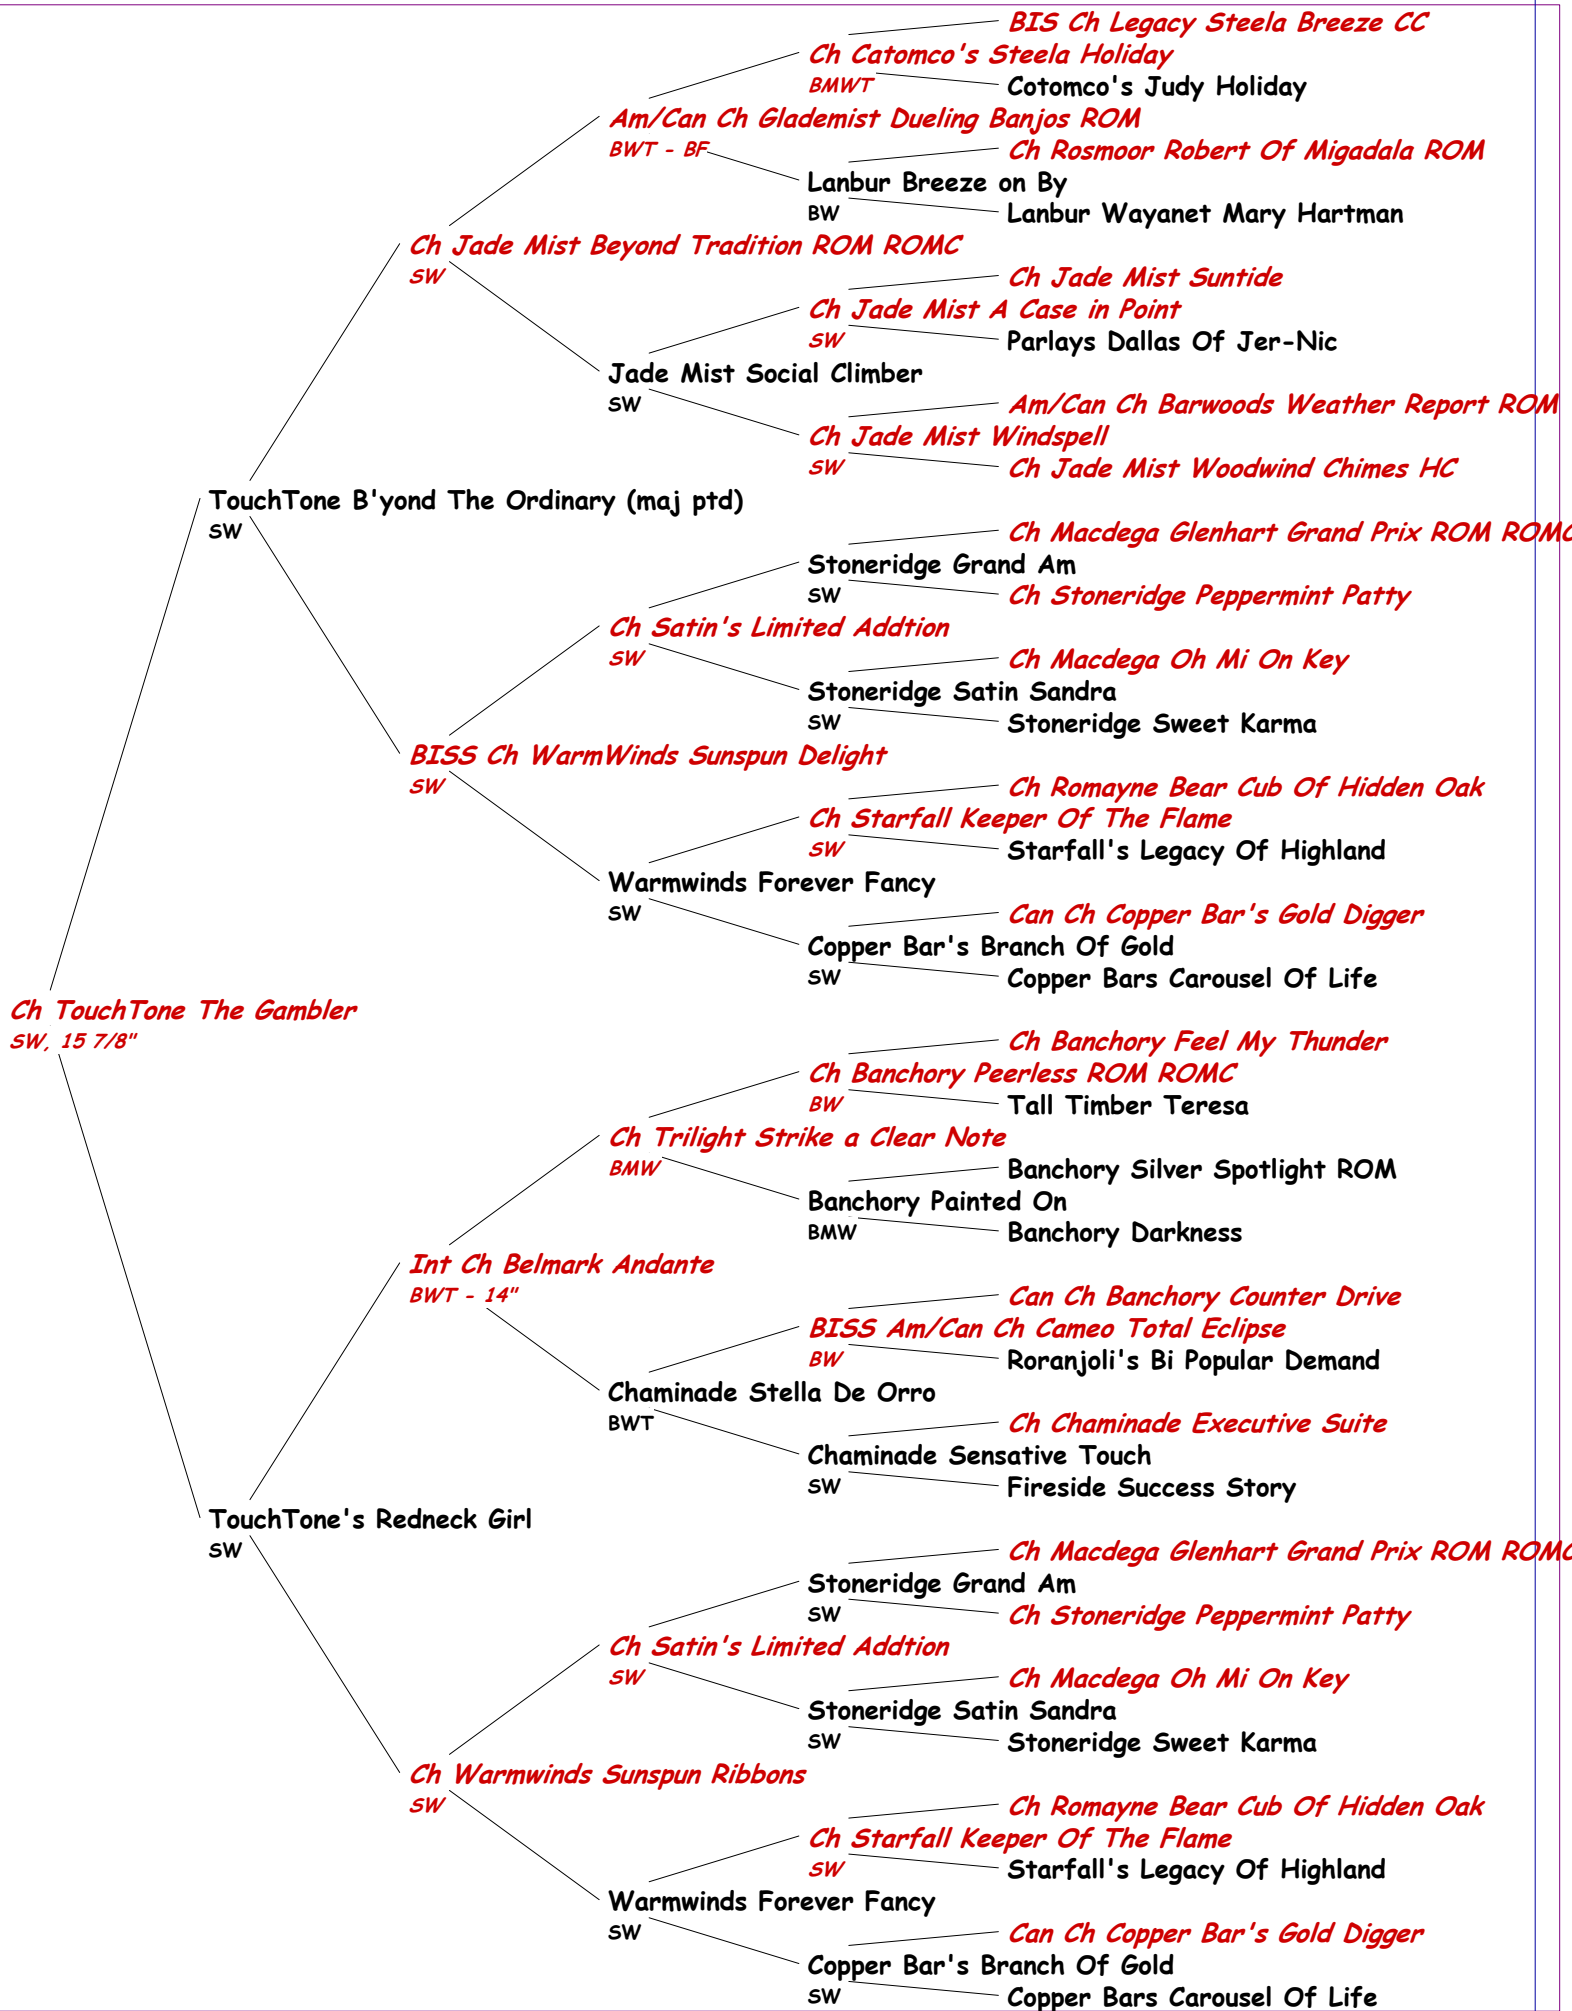 BIS Ch Legacy Steela Breeze CC
Ch Catomco's Steela Holiday
BMWT
Cotomco's Judy Holiday
Am/Can Ch Glademist Dueling Banjos ROM
BWT - BF
Ch Rosmoor Robert Of Migadala ROM
Lanbur Breeze on By
BW
Lanbur Wayanet Mary Hartman
Ch Jade Mist Beyond Tradition ROM ROMC
SW
Ch Jade Mist Suntide
Ch Jade Mist A Case in Point
SW
Parlays Dallas Of Jer-Nic
Jade Mist Social Climber
SW
Am/Can Ch Barwoods Weather Report ROM
Ch Jade Mist Windspell
SW
Ch Jade Mist Woodwind Chimes HC
TouchTone B'yond The Ordinary (maj ptd)
SW
Ch Macdega Glenhart Grand Prix ROM ROMC
Stoneridge Grand Am
SW
Ch Stoneridge Peppermint Patty
Ch Satin's Limited Addtion
SW
Ch Macdega Oh Mi On Key
Stoneridge Satin Sandra
SW
Stoneridge Sweet Karma
BISS Ch WarmWinds Sunspun Delight
SW
Ch Romayne Bear Cub Of Hidden Oak
Ch Starfall Keeper Of The Flame
SW
Starfall's Legacy Of Highland
Warmwinds Forever Fancy
SW
Can Ch Copper Bar's Gold Digger
Copper Bar's Branch Of Gold
SW
Copper Bars Carousel Of Life
Ch TouchTone The Gambler
SW, 15 7/8"
Ch Banchory Feel My Thunder
Ch Banchory Peerless ROM ROMC
BW
Tall Timber Teresa
Ch Trilight Strike a Clear Note
BMW
Banchory Silver Spotlight ROM
Banchory Painted On
BMW
Banchory Darkness
Int Ch Belmark Andante
BWT - 14"
Can Ch Banchory Counter Drive
BISS Am/Can Ch Cameo Total Eclipse
BW
Roranjoli's Bi Popular Demand
Chaminade Stella De Orro
BWT
Ch Chaminade Executive Suite
Chaminade Sensative Touch
SW
Fireside Success Story
TouchTone's Redneck Girl
SW
Ch Macdega Glenhart Grand Prix ROM ROMC
Stoneridge Grand Am
SW
Ch Stoneridge Peppermint Patty
Ch Satin's Limited Addtion
SW
Ch Macdega Oh Mi On Key
Stoneridge Satin Sandra
SW
Stoneridge Sweet Karma
Ch Warmwinds Sunspun Ribbons
SW
Ch Romayne Bear Cub Of Hidden Oak
Ch Starfall Keeper Of The Flame
SW
Starfall's Legacy Of Highland
Warmwinds Forever Fancy
SW
Can Ch Copper Bar's Gold Digger
Copper Bar's Branch Of Gold
SW
Copper Bars Carousel Of Life